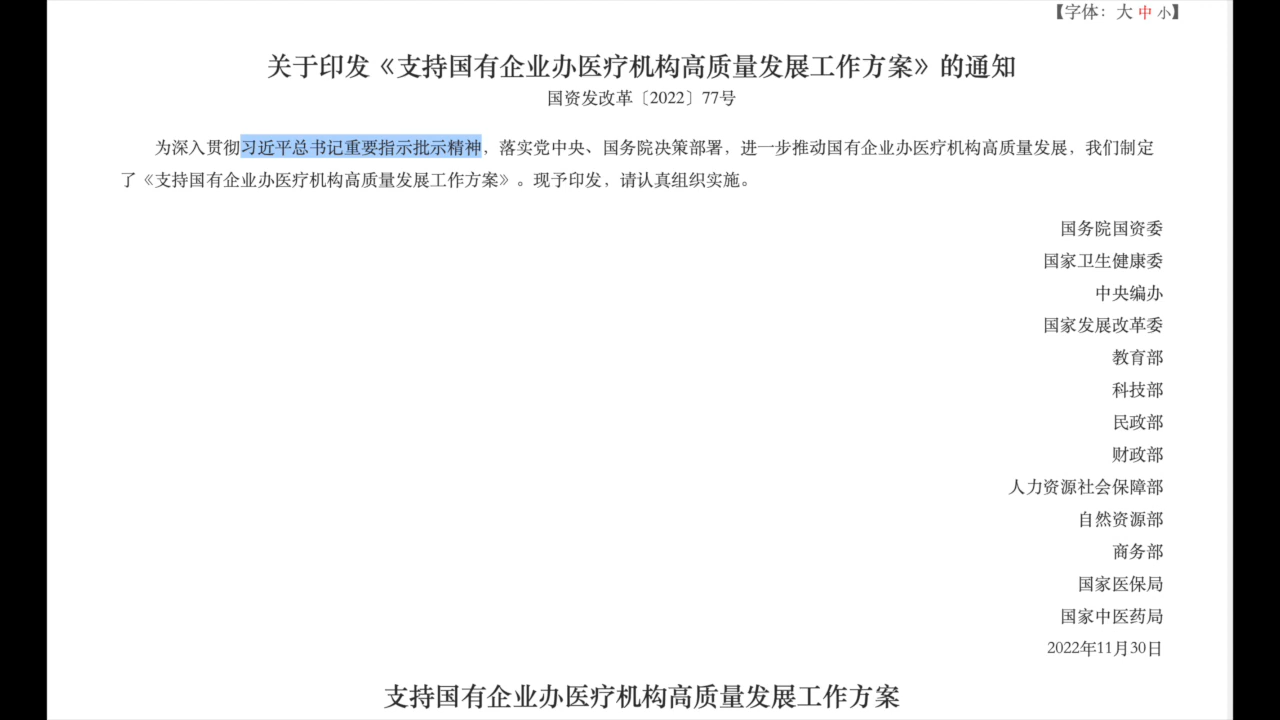 【字体：大 中 小】
关于印发《支持国有企业办医疗机构高质量发展工作方案》的通知
国资发改革〔2022〕77号
为深入贯彻习近平总书记重要指示批示精神，落实党中央、国务院决策部署，进一步推动国有企业办医疗机构高质量发展，我们制定
了《支持国有企业办医疗机构高质量发展工作方案》。现予印发，请认真组织实施。
国务院国资委
国家卫生健康委
中央编办
国家发展改革委
教育部
科技部
民政部
财政部
人力资源社会保障部
自然资源部
商务部
国家医保局
国家中医药局
2022年11月30日
支持国有企业办医疗机构高质量发展工作方案